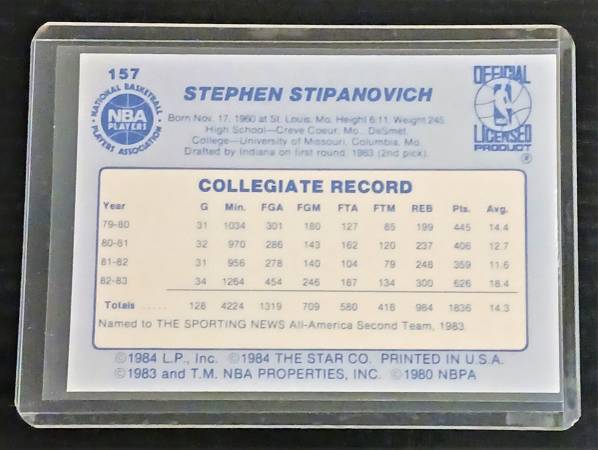 157
NATIONAL BASKETBALL
NBA
PLAYERS
PLAYERS ASSOCIATION
STEPHEN STIPANOVICH
OFFICIAL
NBA
LICENSED
PRODUCT
Born Nov. 17, 1960 at St. Louis, Mo. Height 6:11. Weight 245.
High School—Creve Coeur, Mo., DeSmet.
College—University of Missouri, Columbia, Mo.
Drafted by Indiana on first round, 1983 (2nd pick).
COLLEGIATE RECORD
Year G Min. FGA FGM FTA FTM REB Pts. Avg.
79-80 31 1034 301 180 127 85 199 445 14.4
80-81 32 970 286 143 162 120 237 406 12.7
81-82 31 956 278 140 104 79 248 359 11.6
82-83 34 1264 454 246 187 134 300 626 18.4
Totals ..... 128 4224 1319 709 580 418 984 1836 14.3
Named to THE SPORTING NEWS All-America Second Team, 1983.
©1984 L.P., Inc. ©1984 THE STAR CO. PRINTED IN U.S.A.
©1983 and T.M. NBA PROPERTIES, INC. ©1980 NBPA